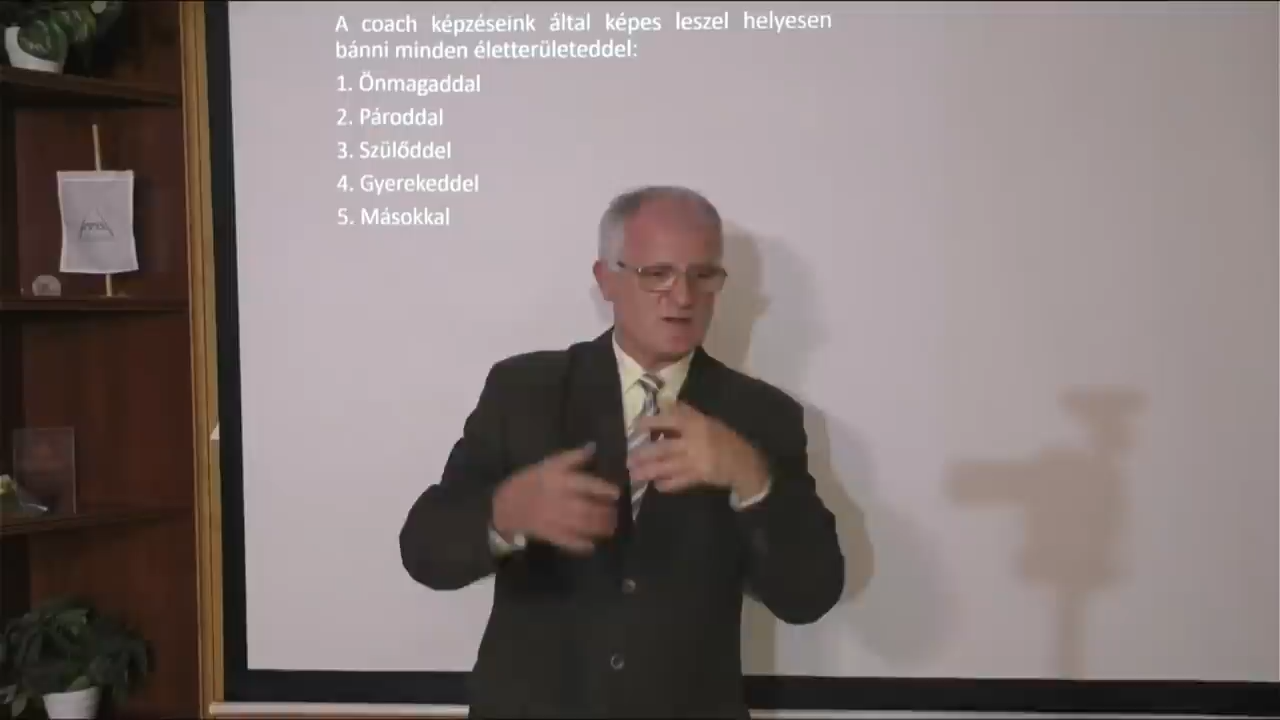 A coach képzéseink által képes leszel helyesen
bánni minden életterületeddel:
1. Önmagaddal
2. Pároddal
3. Szülőddel
4. Gyerekeddel
5. Másokkal